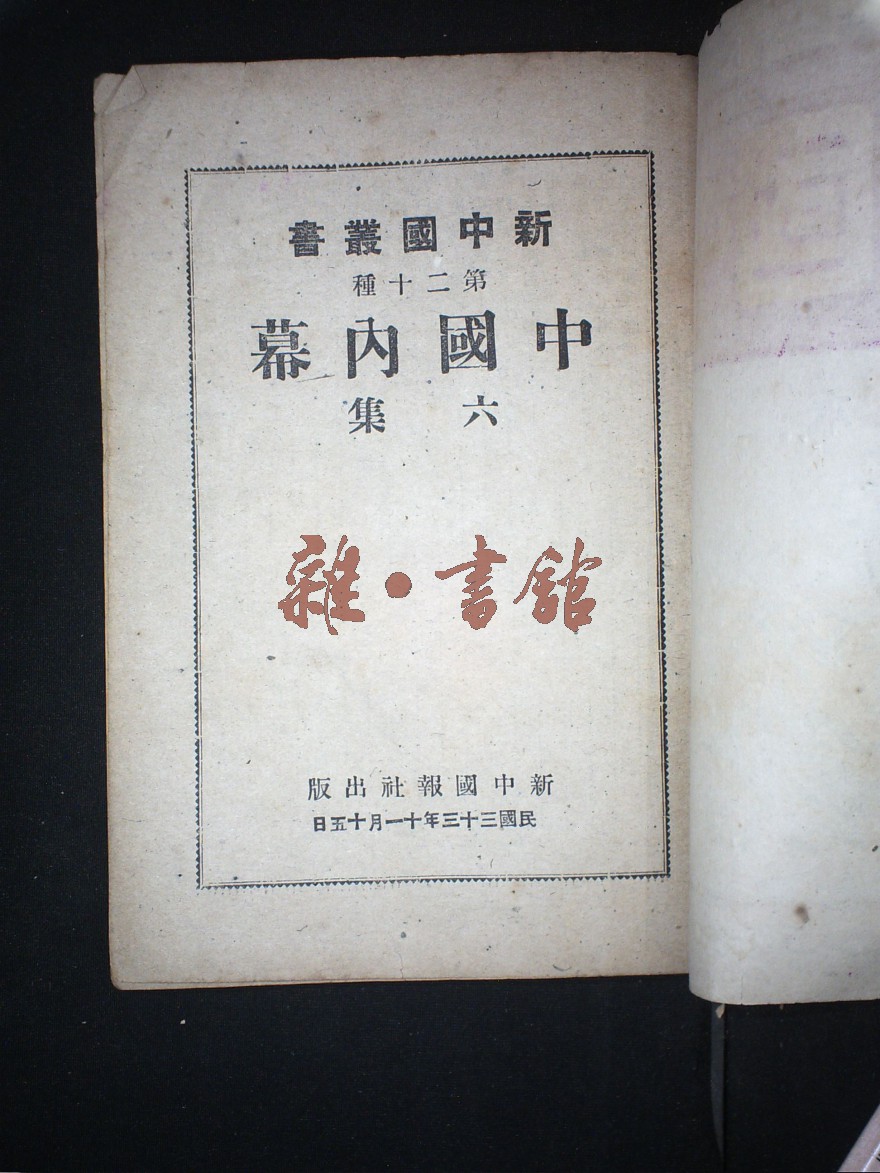 新中國叢書
第二十種
中國內幕
六集
雜·書館
新中國報社出版
民國三十三年十一月十五日